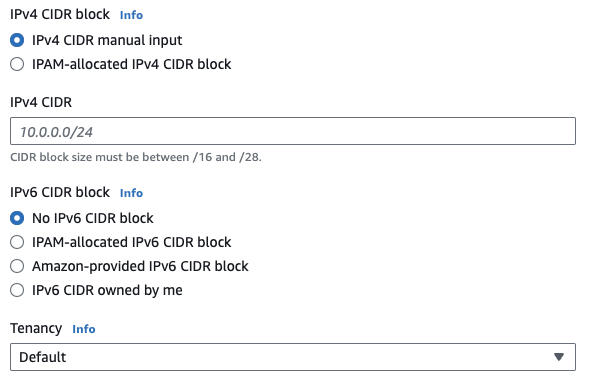 IPv4 CIDR block Info
IPv4 CIDR manual input
IPAM-allocated IPv4 CIDR block
IPv4 CIDR
10.0.0.0/24
CIDR block size must be between /16 and /28.
IPv6 CIDR block Info
No IPv6 CIDR block
IPAM-allocated IPv6 CIDR block
Amazon-provided IPv6 CIDR block
IPv6 CIDR owned by me
Tenancy Info
Default